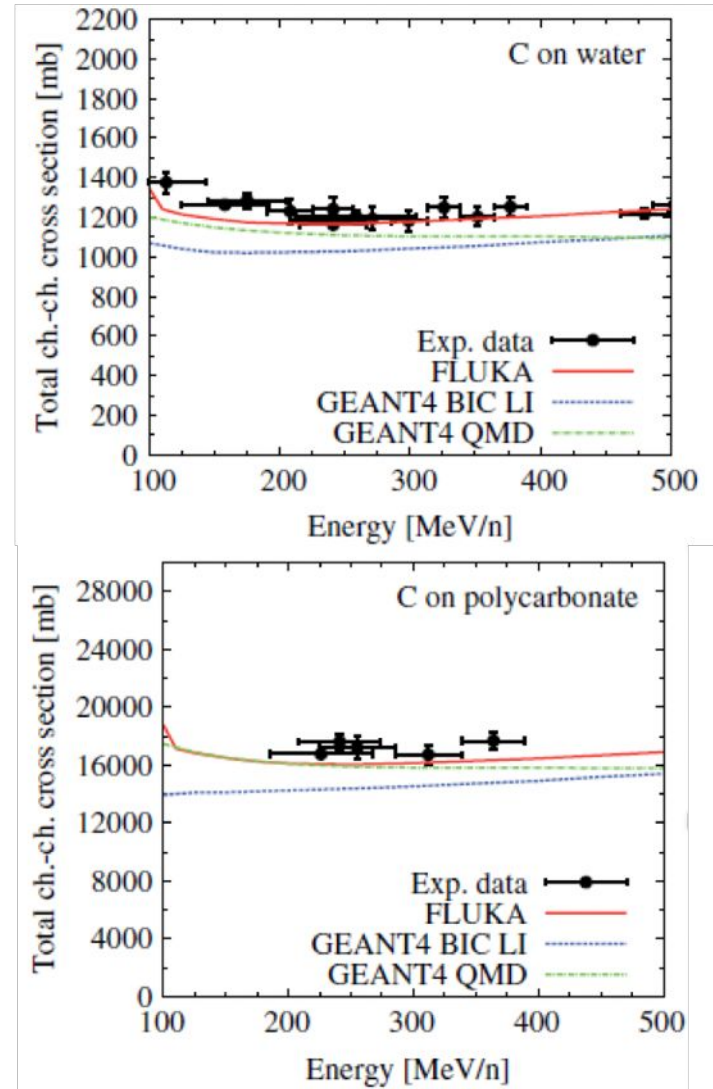 2200
2000
1800
1600
1400
1200
1000
800
600
400
200
0
Total ch.-ch. cross section [mb]
C on water
Exp. data
FLUKA
GEANT4 BIC LI
GEANT4 QMD
100 200 300 400 500
Energy [MeV/n]
28000
24000
20000
16000
12000
8000
4000
0
Total ch.-ch. cross section [mb]
C on polycarbonate
Exp. data
FLUKA
GEANT4 BIC LI
GEANT4 QMD
100 200 300 400 500
Energy [MeV/n]